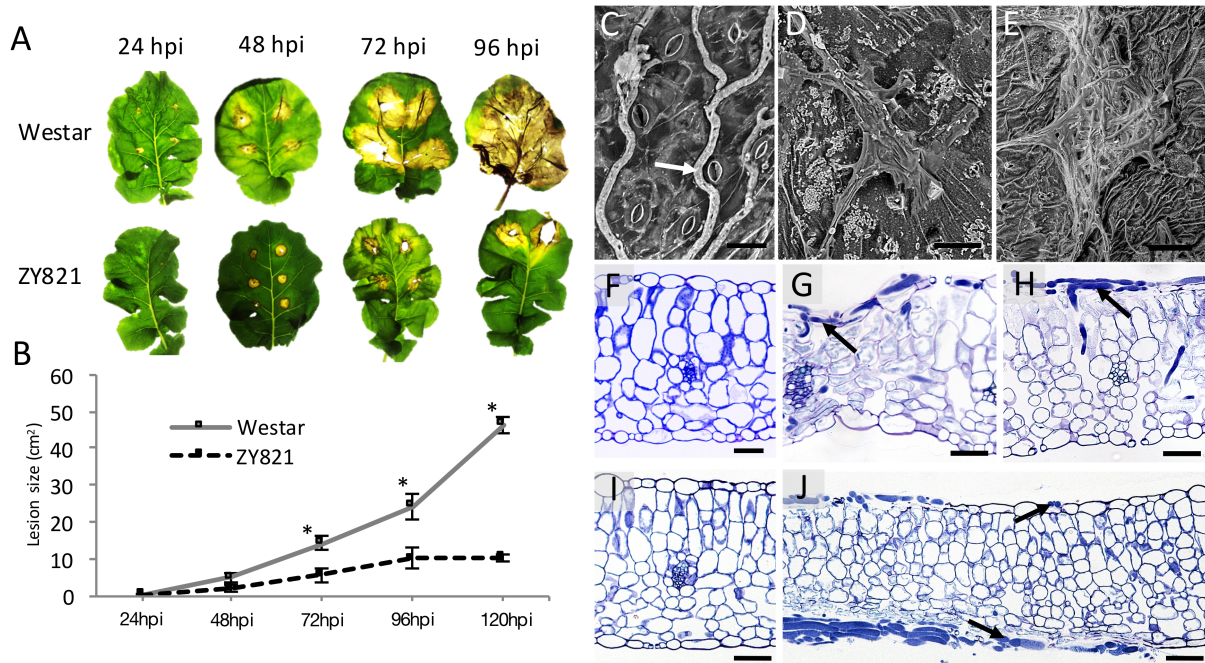 A
24 hpi 48 hpi 72 hpi 96 hpi
Westar
ZY821
B
60
50
40
30
20
10
0
Lesion size (cm²)
Westar
ZY821
*
*
*
24hpi 48hpi 72hpi 96hpi 120hpi
C D E
F G H
I J